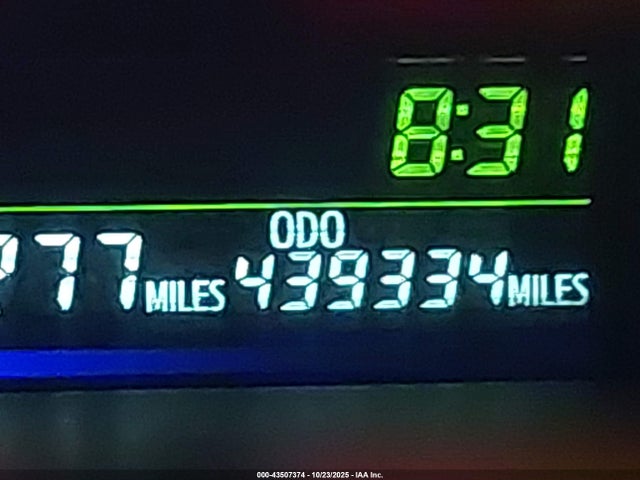 8:31
ODO
77 MILES 439334 MILES
000-43507374 - 10/23/2025 - IAA Inc.